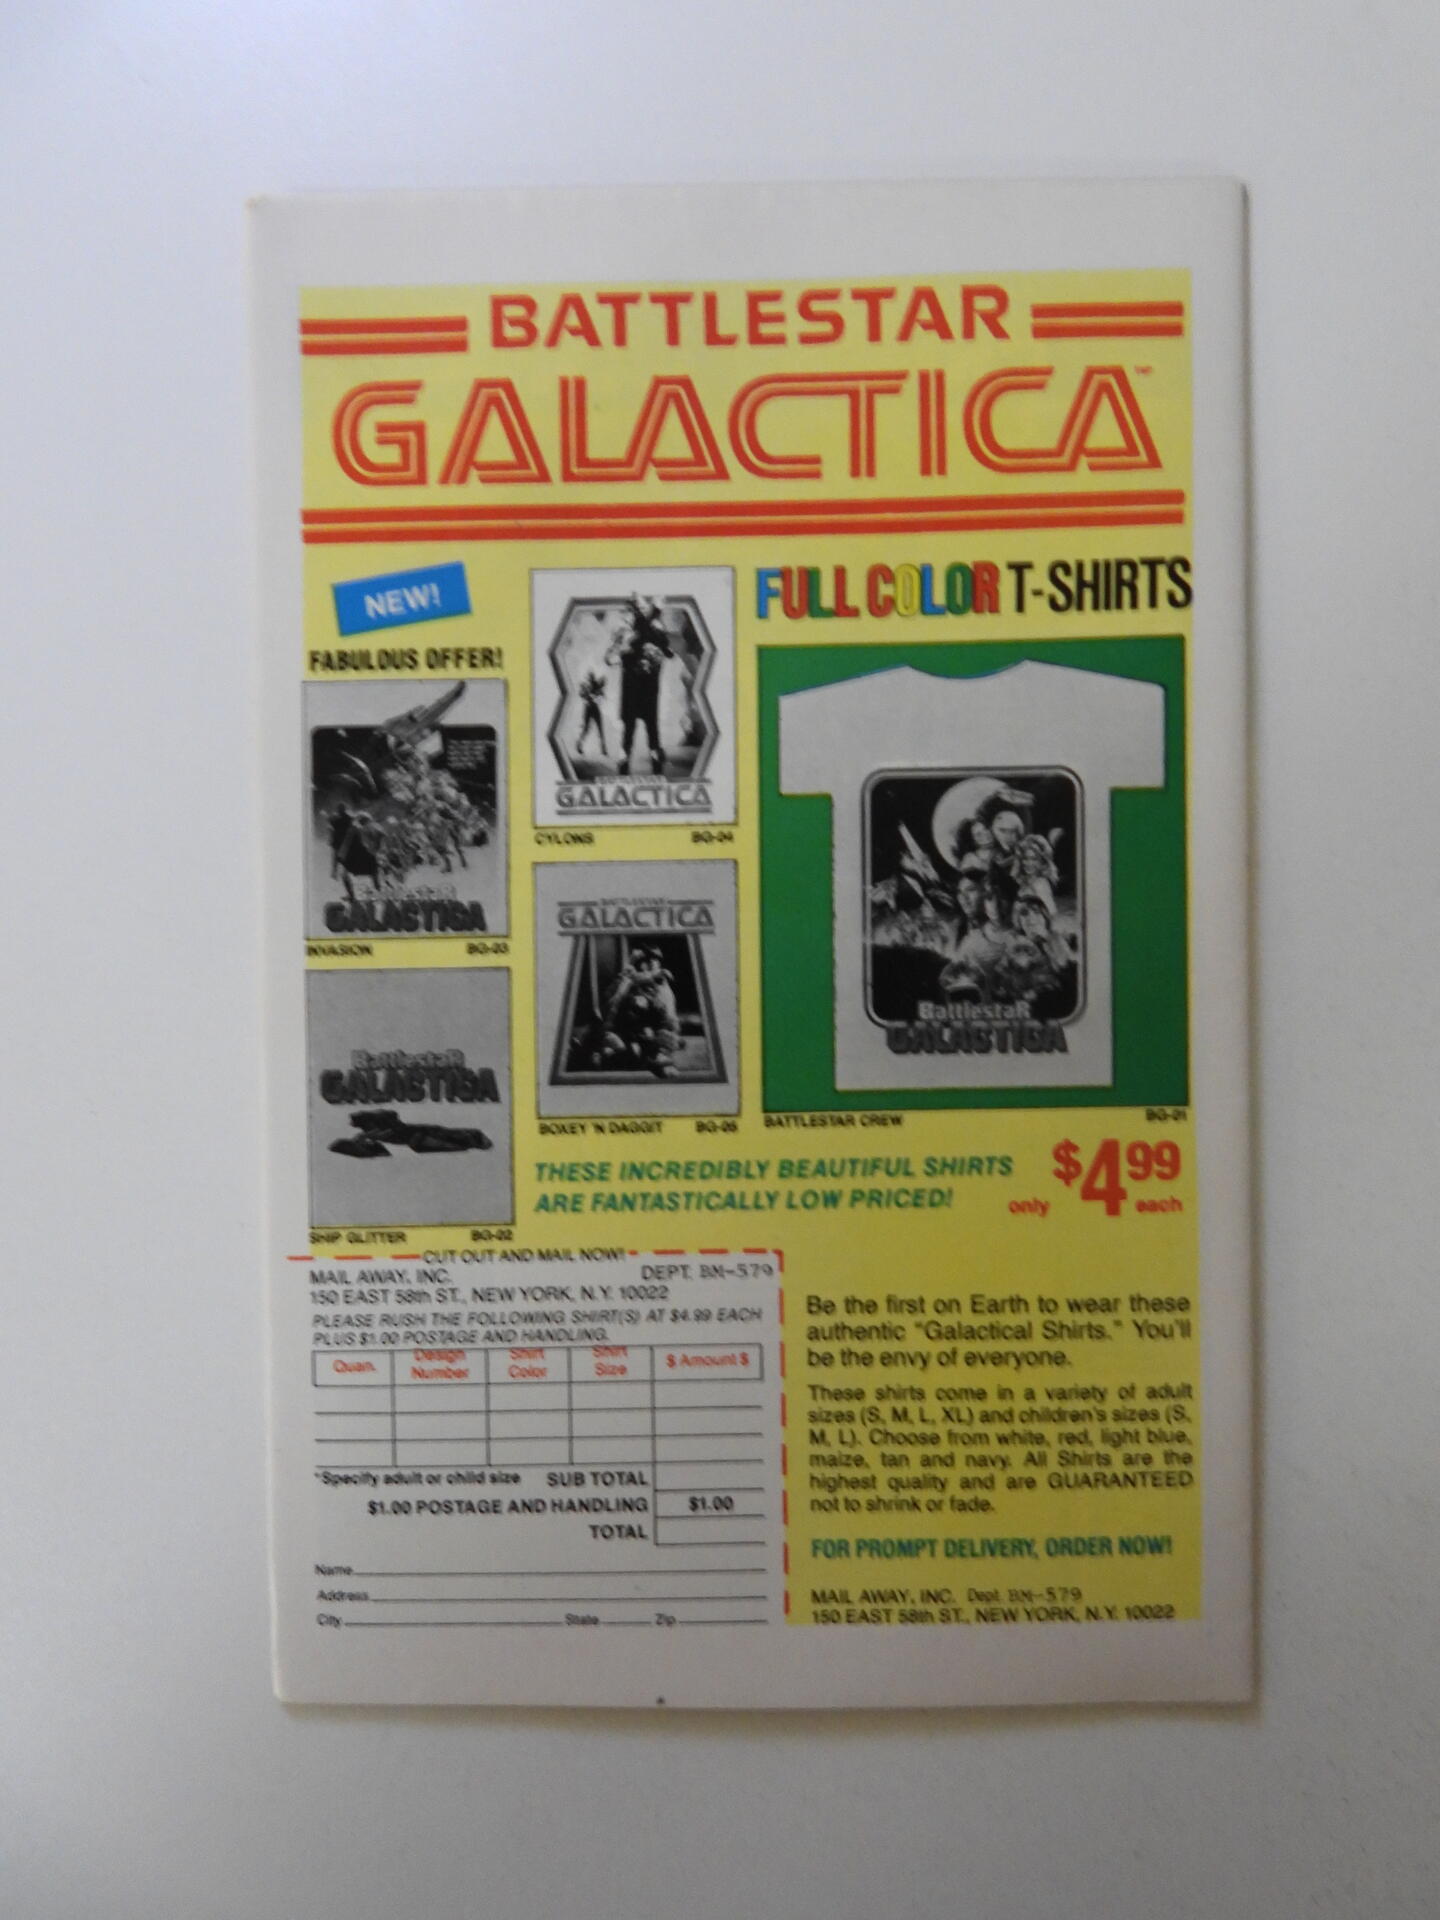 BATTLESTAR
GALACTICA™
NEW!
FABULOUS OFFER!
FULL COLOR T-SHIRTS
BATTLESTAR
GALACTICA
CYLONS BG-04
BATTLESTAR
GALACTICA
INVASION BG-03
BATTLESTAR
GALACTICA
BOXEY 'N DAGGIT BG-05
BattlestaR
GALACTICA
BATTLESTAR CREW BG-01
BattlestaR
GALACTICA
SHIP GLITTER BG-02
THESE INCREDIBLY BEAUTIFUL SHIRTS
ARE FANTASTICALLY LOW PRICED!
only $4.99 each
CUT OUT AND MAIL NOW!
MAIL AWAY, INC. DEPT. BM-579
150 EAST 58th ST., NEW YORK, N.Y. 10022
PLEASE RUSH THE FOLLOWING SHIRT(S) AT $4.99 EACH
PLUS $1.00 POSTAGE AND HANDLING.
Quan. Design Number Shirt Color Shirt Size $ Amount $
*Specify adult or child size SUB TOTAL
$1.00 POSTAGE AND HANDLING $1.00
TOTAL
Name
Address
City State Zip
Be the first on Earth to wear these
authentic "Galactical Shirts." You'll
be the envy of everyone.
These shirts come in a variety of adult
sizes (S, M, L, XL) and children's sizes (S,
M, L). Choose from white, red, light blue,
maize, tan and navy. All Shirts are the
highest quality and are GUARANTEED
not to shrink or fade.
FOR PROMPT DELIVERY, ORDER NOW!
MAIL AWAY, INC. Dept. BM-579
150 EAST 58th ST., NEW YORK, N.Y. 10022